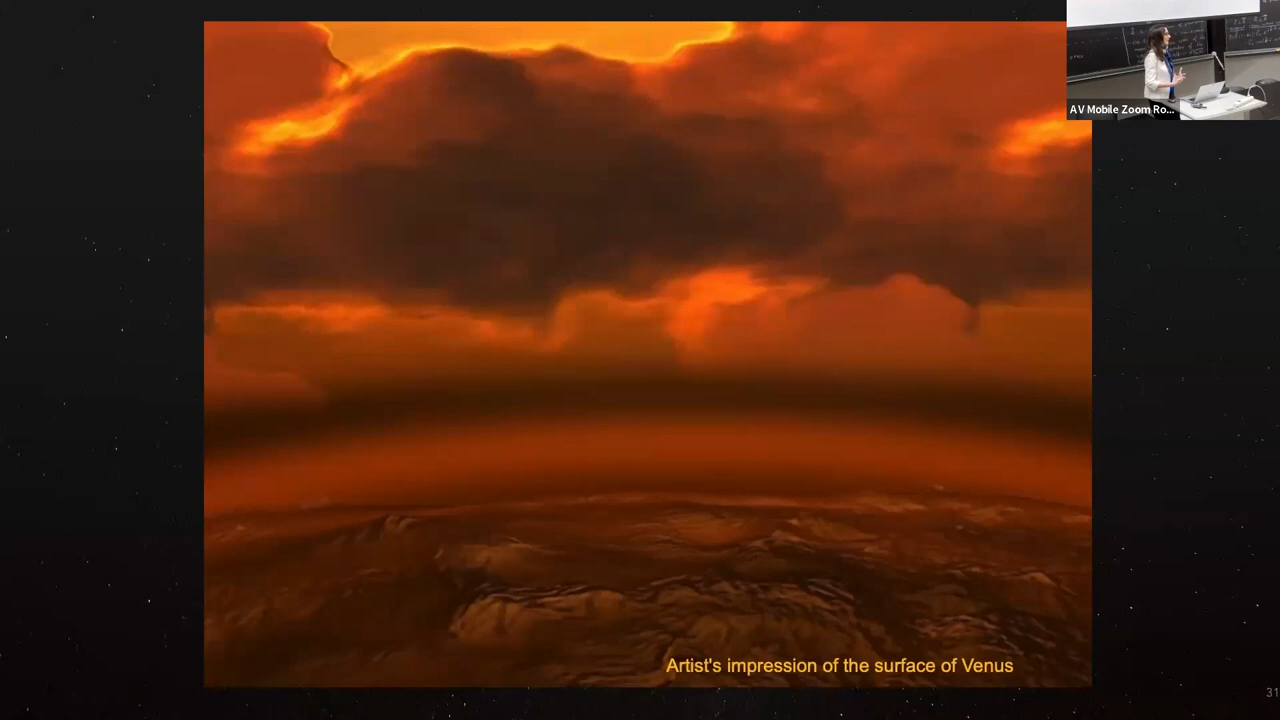 AV Mobile Zoom Ro...
Artist's impression of the surface of Venus
31